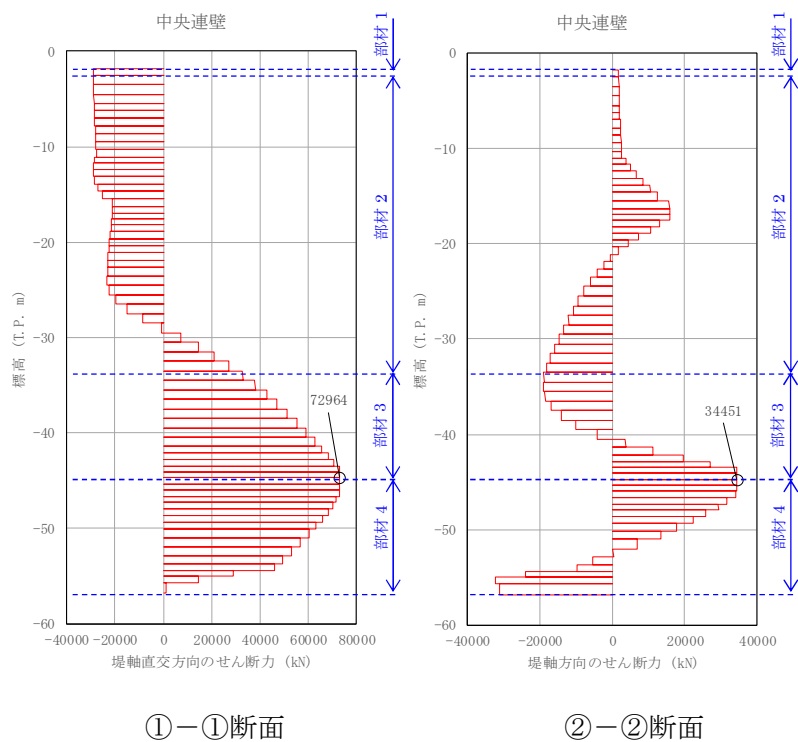 中央連壁
0
-10
-20
-30
-40
-50
-60
標高 (T.P. m)
72964
部材1
部材2
部材3
部材4
-40000 -20000 0 20000 40000 60000 80000
堤軸直交方向のせん断力 (kN)
①－①断面
中央連壁
0
-10
-20
-30
-40
-50
-60
標高 (T.P. m)
34451
部材1
部材2
部材3
部材4
-40000 -20000 0 20000 40000
堤軸方向のせん断力 (kN)
②－②断面